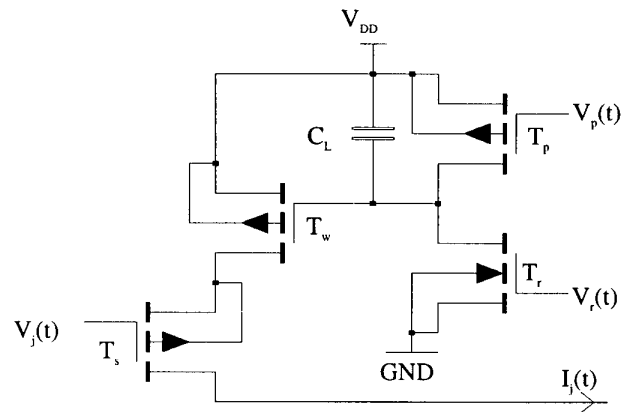 V_DD
C_L
V_p(t)
T_p
T_w
T_r
V_r(t)
V_j(t)
T_s
GND
I_j(t)